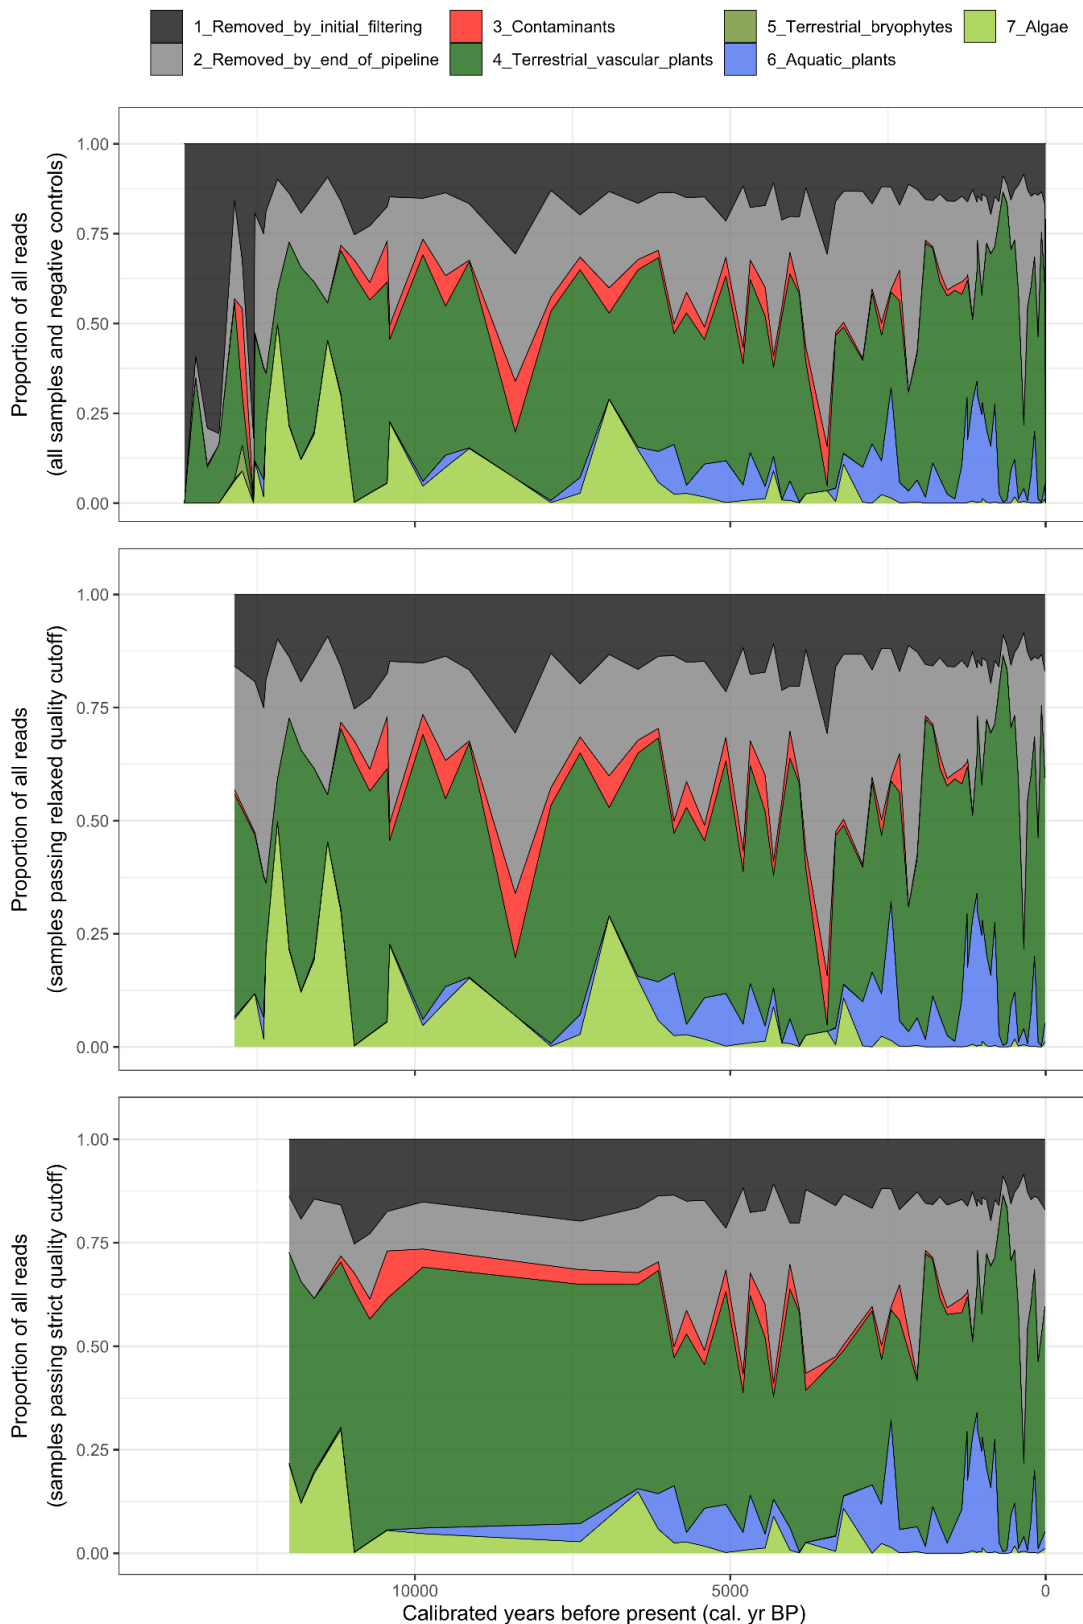 1_Removed_by_initial_filtering 3_Contaminants 5_Terrestrial_bryophytes 7_Algae
2_Removed_by_end_of_pipeline 4_Terrestrial_vascular_plants 6_Aquatic_plants
Proportion of all reads
(all samples and negative controls)
1.00
0.75
0.50
0.25
0.00
Proportion of all reads
(samples passing relaxed quality cutoff)
1.00
0.75
0.50
0.25
0.00
Proportion of all reads
(samples passing strict quality cutoff)
1.00
0.75
0.50
0.25
0.00
10000 5000 0
Calibrated years before present (cal. yr BP)